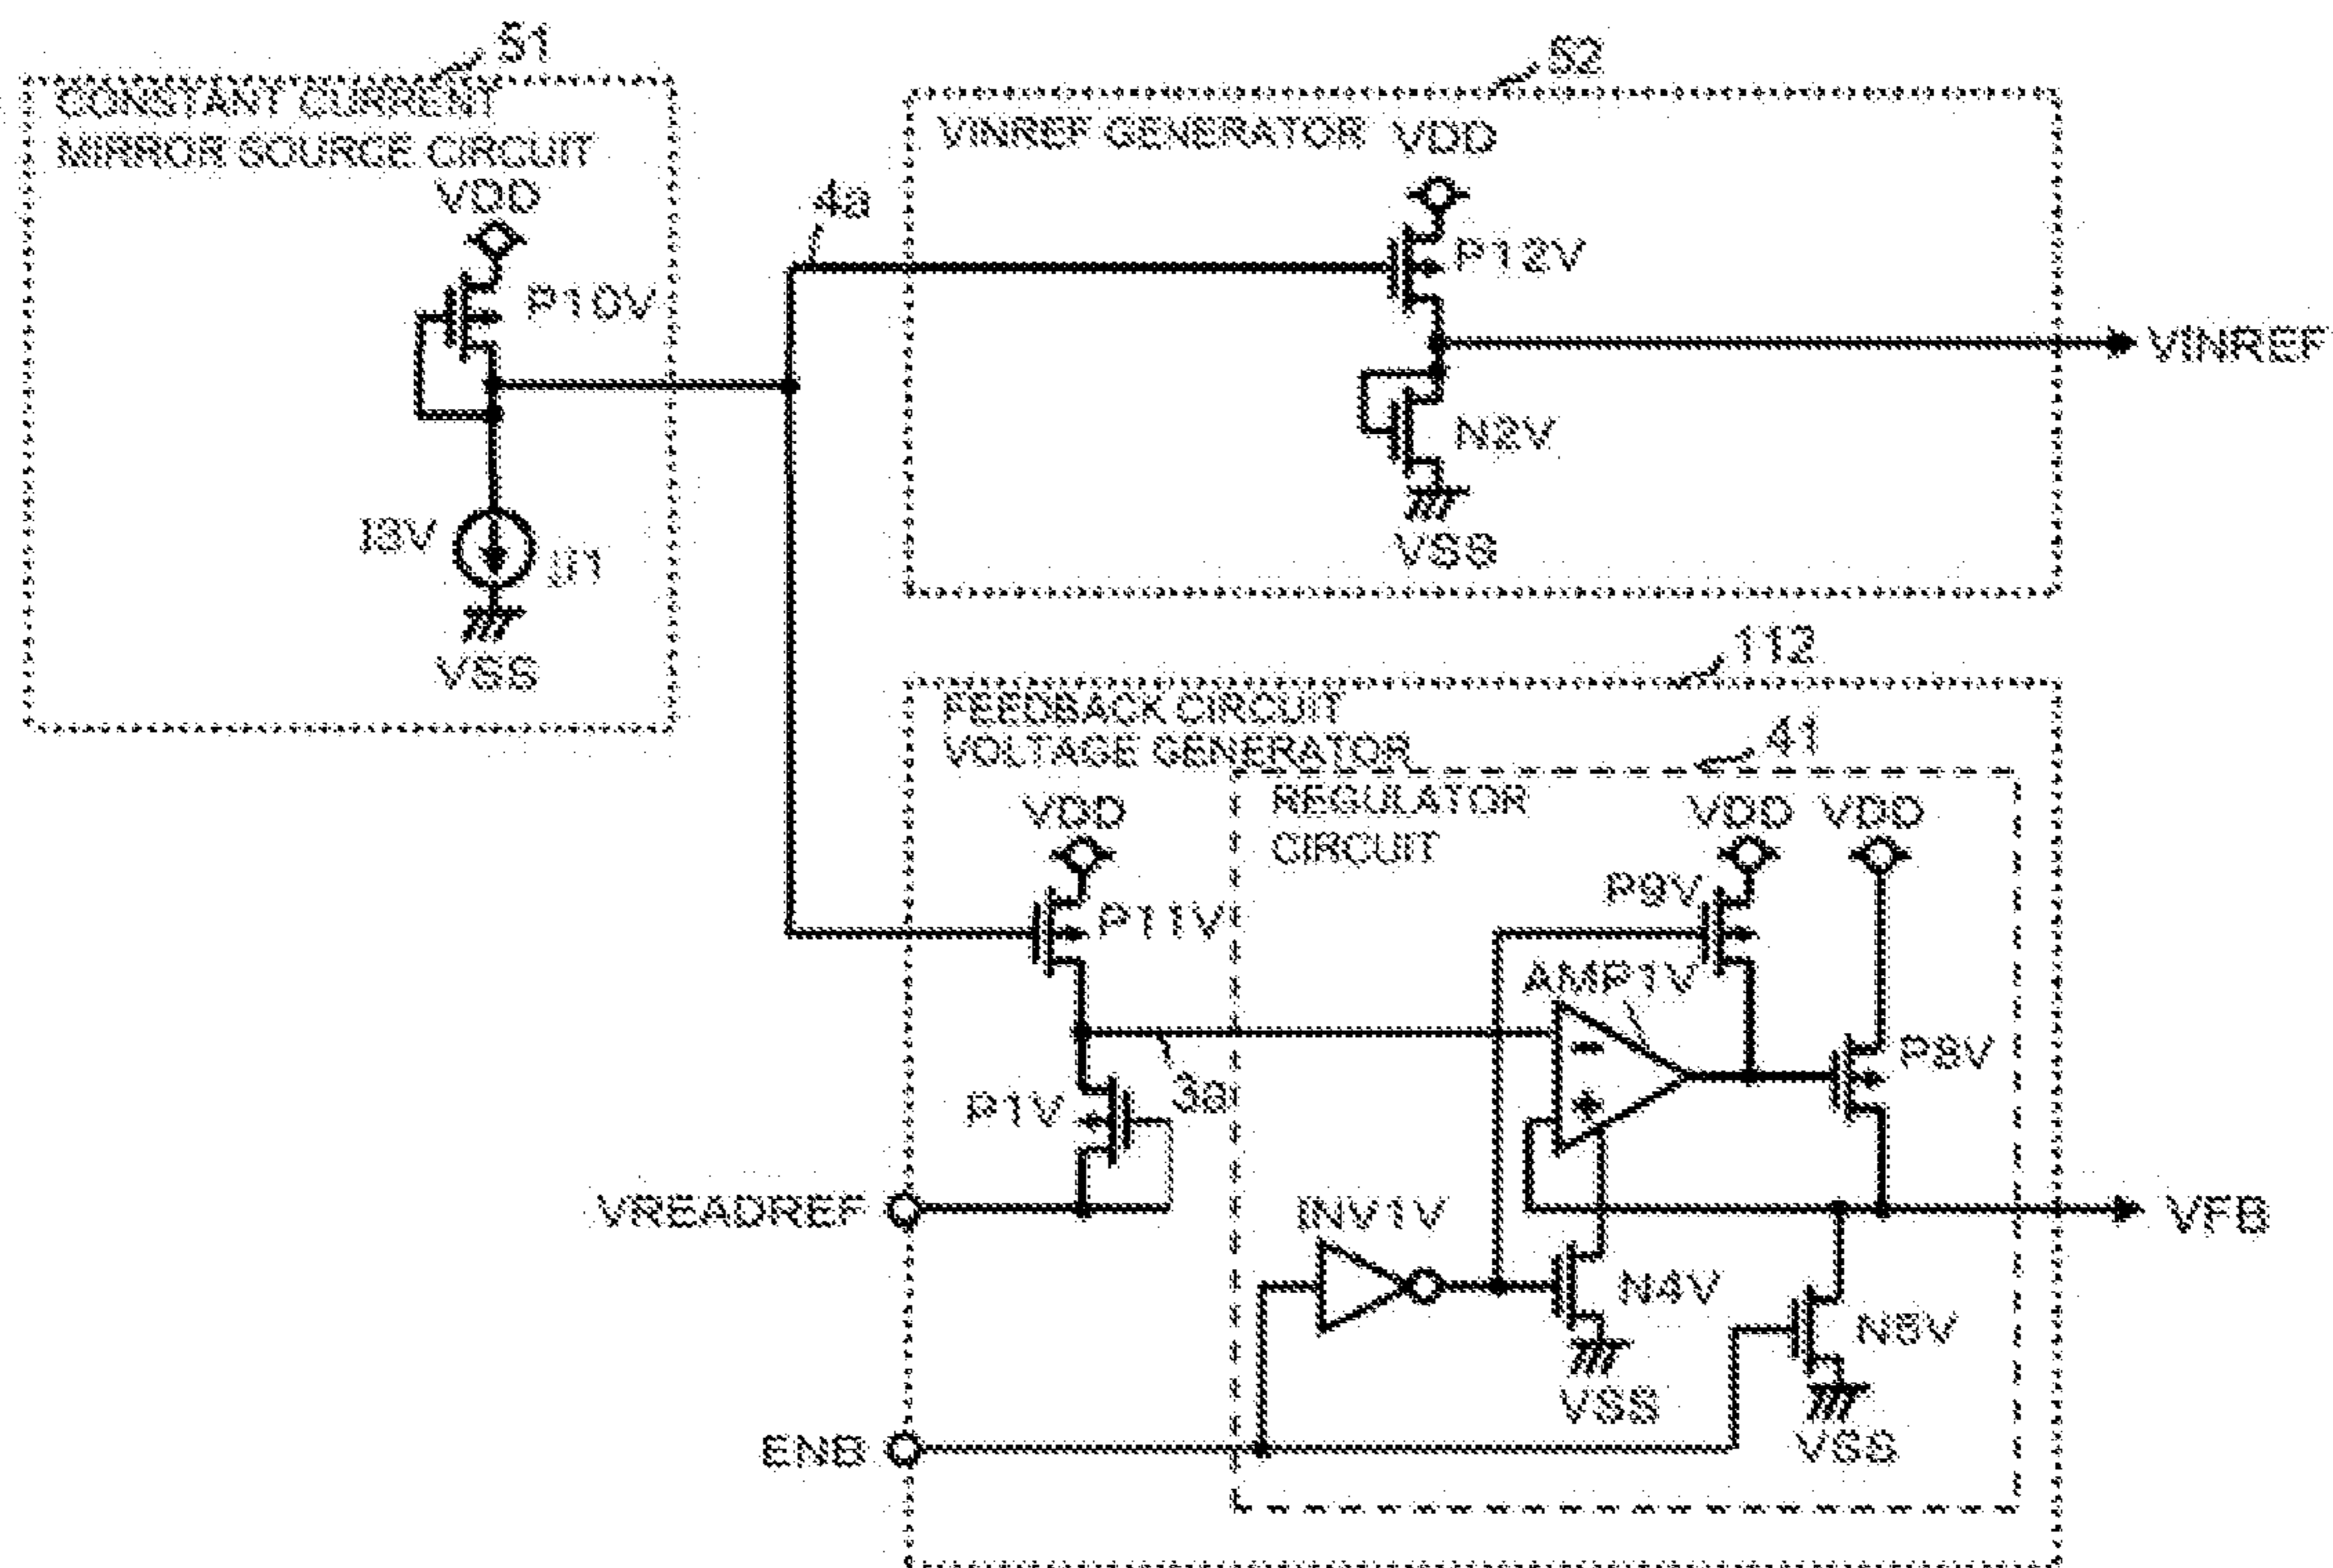 51
CONSTANT CURRENT
MIRROR SOURCE CIRCUIT
VDD
P10V
I3V
VSS
52
VINREF GENERATOR
VDD
4a
P12V
VINREF
N2V
VSS
112
FEEDBACK CIRCUIT
VOLTAGE GENERATOR
41
REGULATOR
CIRCUIT
VDD
VDD
VDD
P11V
P9V
AMP1V
-
+
P8V
P1V
3a
VREADREF
INV1V
VFB
N4V
N5V
VSS
VSS
ENB